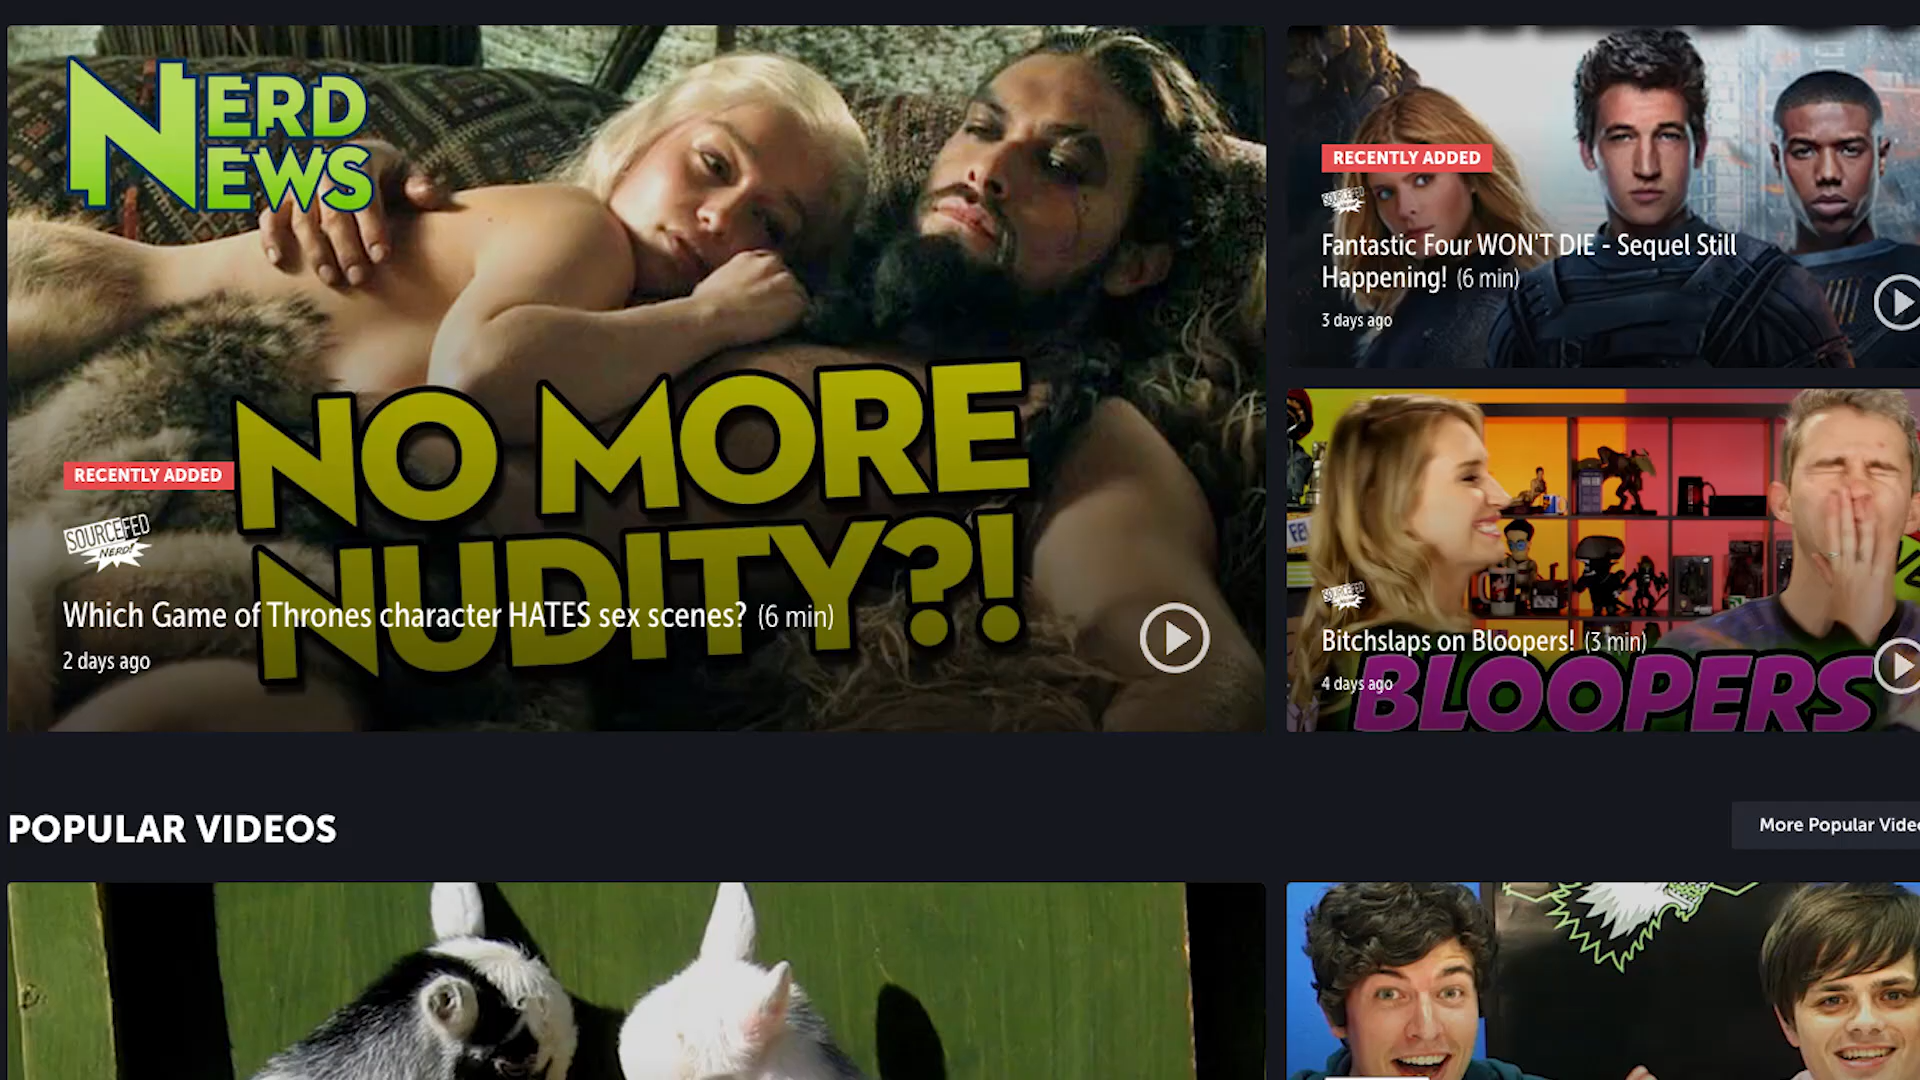 NERD
NEWS
NO MORE
NUDITY?!
RECENTLY ADDED
SOURCEFED
NERD!
Which Game of Thrones character HATES sex scenes? (6 min)
2 days ago
RECENTLY ADDED
SOURCEFED
Fantastic Four WON'T DIE - Sequel Still
Happening! (6 min)
3 days ago
SOURCEFED
Bitchslaps on Bloopers! (3 min)
4 days ago
BLOOPERS
POPULAR VIDEOS
More Popular Vide